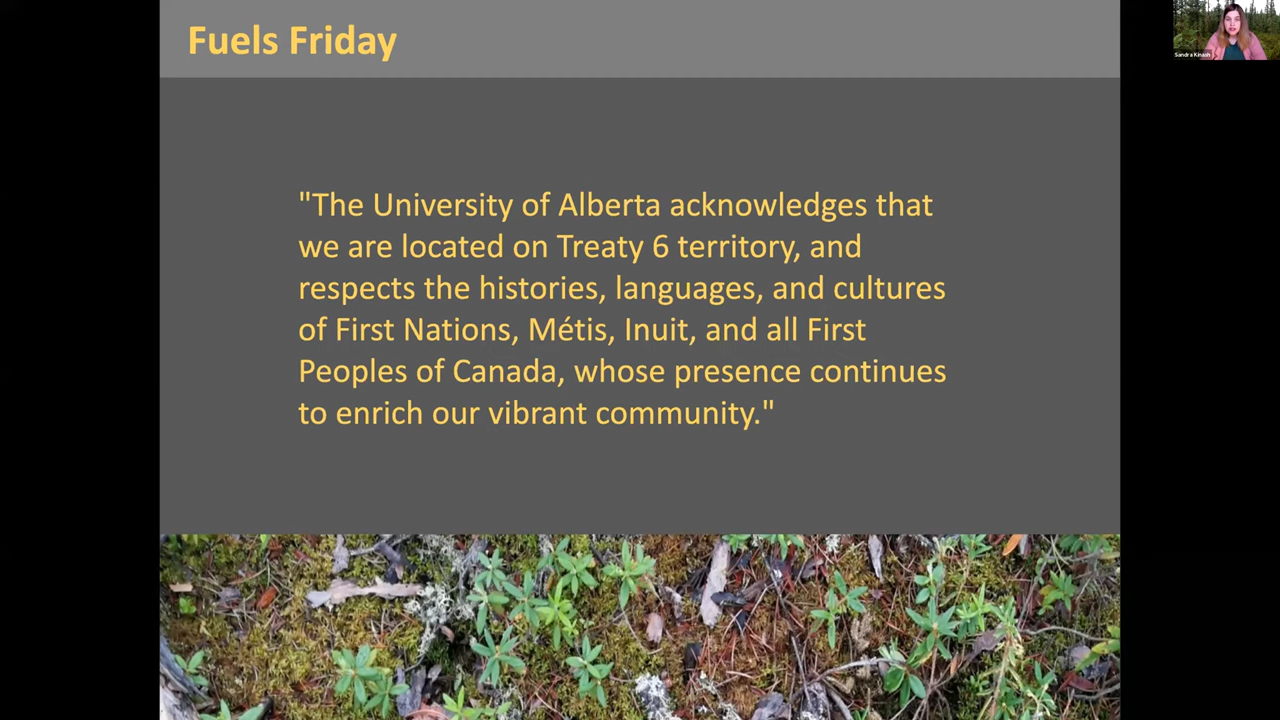 Fuels Friday
Sandra Kinash
"The University of Alberta acknowledges that
we are located on Treaty 6 territory, and
respects the histories, languages, and cultures
of First Nations, Métis, Inuit, and all First
Peoples of Canada, whose presence continues
to enrich our vibrant community."